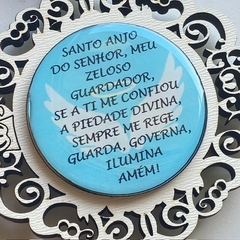 SANTO ANJO
DO SENHOR, MEU
ZELOSO
GUARDADOR,
SE A TI ME CONFIOU
A PIEDADE DIVINA,
SEMPRE ME REGE,
GUARDA, GOVERNA,
ILUMINA
AMÉM!